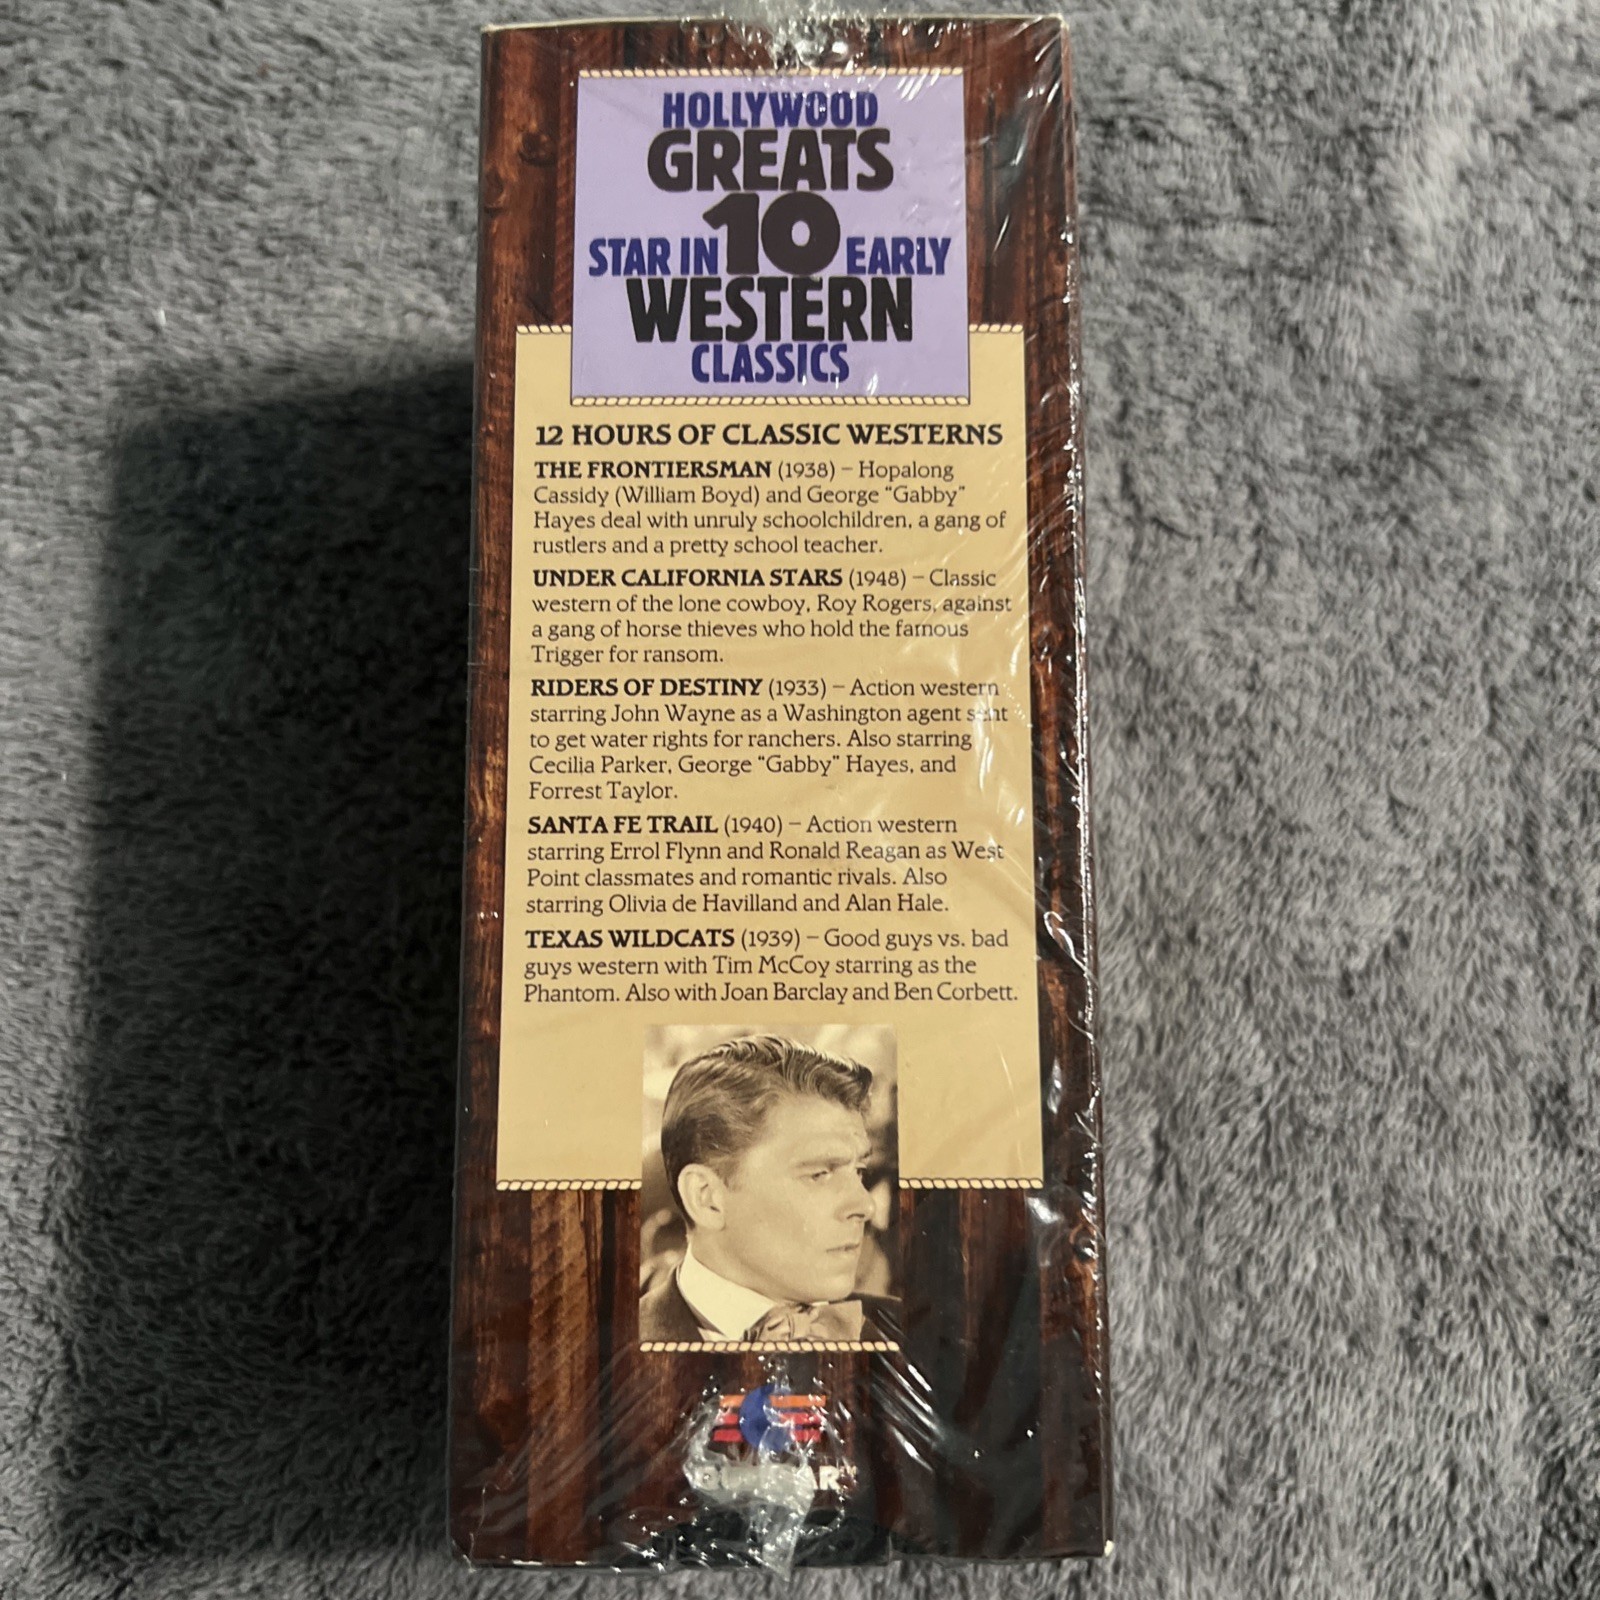 HOLLYWOOD
GREATS
STAR IN 10 EARLY
WESTERN
CLASSICS
12 HOURS OF CLASSIC WESTERNS
THE FRONTIERSMAN (1938) – Hopalong
Cassidy (William Boyd) and George "Gabby"
Hayes deal with unruly schoolchildren, a gang of
rustlers and a pretty school teacher.
UNDER CALIFORNIA STARS (1948) – Classic
western of the lone cowboy, Roy Rogers, against
a gang of horse thieves who hold the famous
Trigger for ransom.
RIDERS OF DESTINY (1933) – Action western
starring John Wayne as a Washington agent sent
to get water rights for ranchers. Also starring
Cecilia Parker, George "Gabby" Hayes, and
Forrest Taylor.
SANTA FE TRAIL (1940) – Action western
starring Errol Flynn and Ronald Reagan as West
Point classmates and romantic rivals. Also
starring Olivia de Havilland and Alan Hale.
TEXAS WILDCATS (1939) – Good guys vs. bad
guys western with Tim McCoy starring as the
Phantom. Also with Joan Barclay and Ben Corbett.